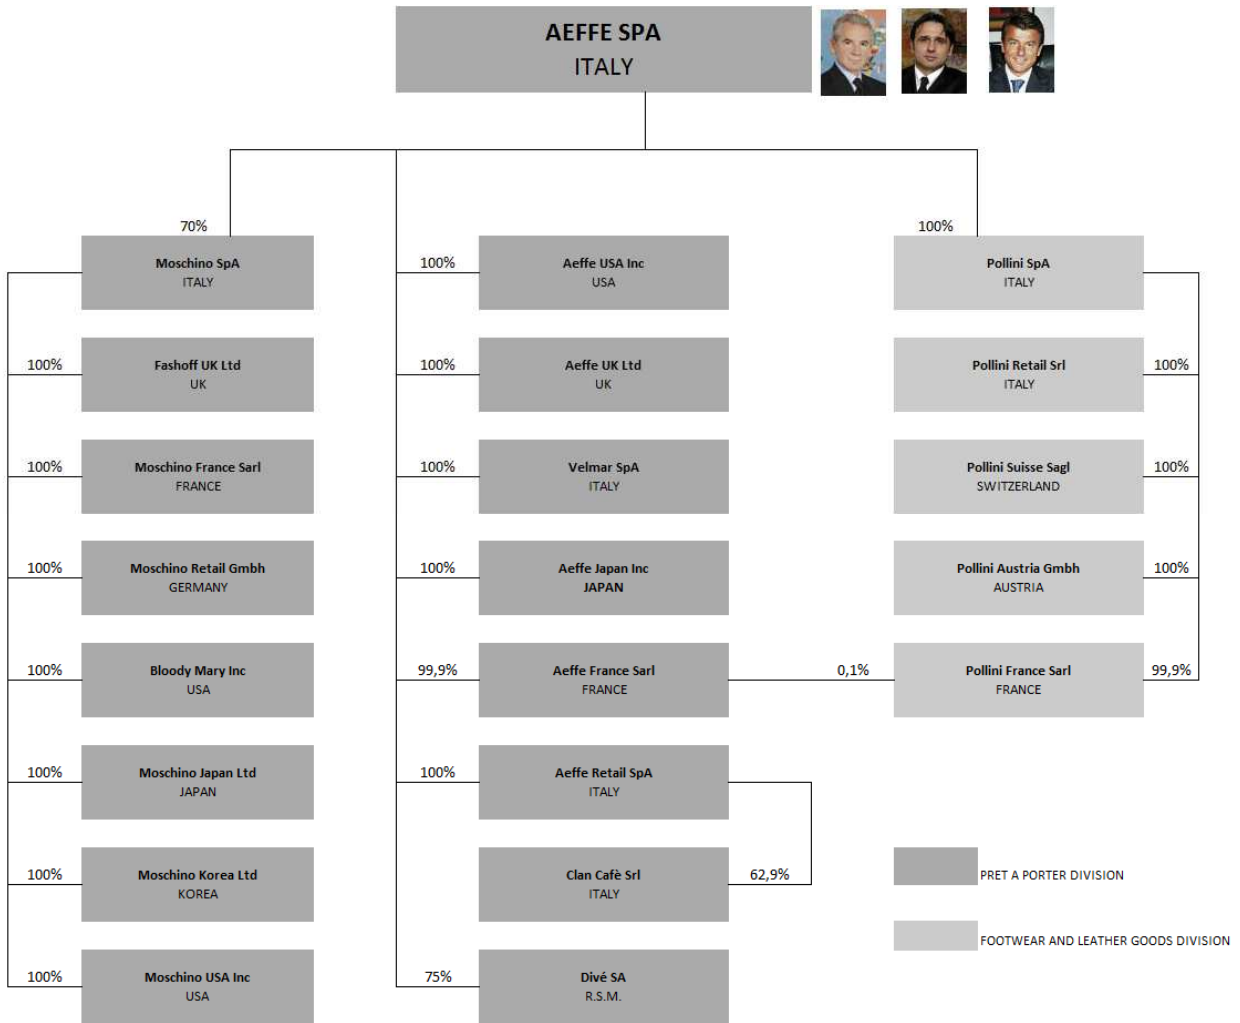 AEFFE SPA
ITALY
70%
100%
Moschino SpA
ITALY
100%
Aeffe USA Inc
USA
Pollini SpA
ITALY
100%
Fashoff UK Ltd
UK
100%
Aeffe UK Ltd
UK
Pollini Retail Srl
ITALY
100%
100%
Moschino France Sarl
FRANCE
100%
Velmar SpA
ITALY
Pollini Suisse Sagl
SWITZERLAND
100%
100%
Moschino Retail Gmbh
GERMANY
100%
Aeffe Japan Inc
JAPAN
Pollini Austria Gmbh
AUSTRIA
100%
100%
Bloody Mary Inc
USA
99,9%
Aeffe France Sarl
FRANCE
0,1%
Pollini France Sarl
FRANCE
99,9%
100%
Moschino Japan Ltd
JAPAN
100%
Aeffe Retail SpA
ITALY
100%
Moschino Korea Ltd
KOREA
Clan Cafè Srl
ITALY
62,9%
PRET A PORTER DIVISION
FOOTWEAR AND LEATHER GOODS DIVISION
100%
Moschino USA Inc
USA
75%
Divé SA
R.S.M.